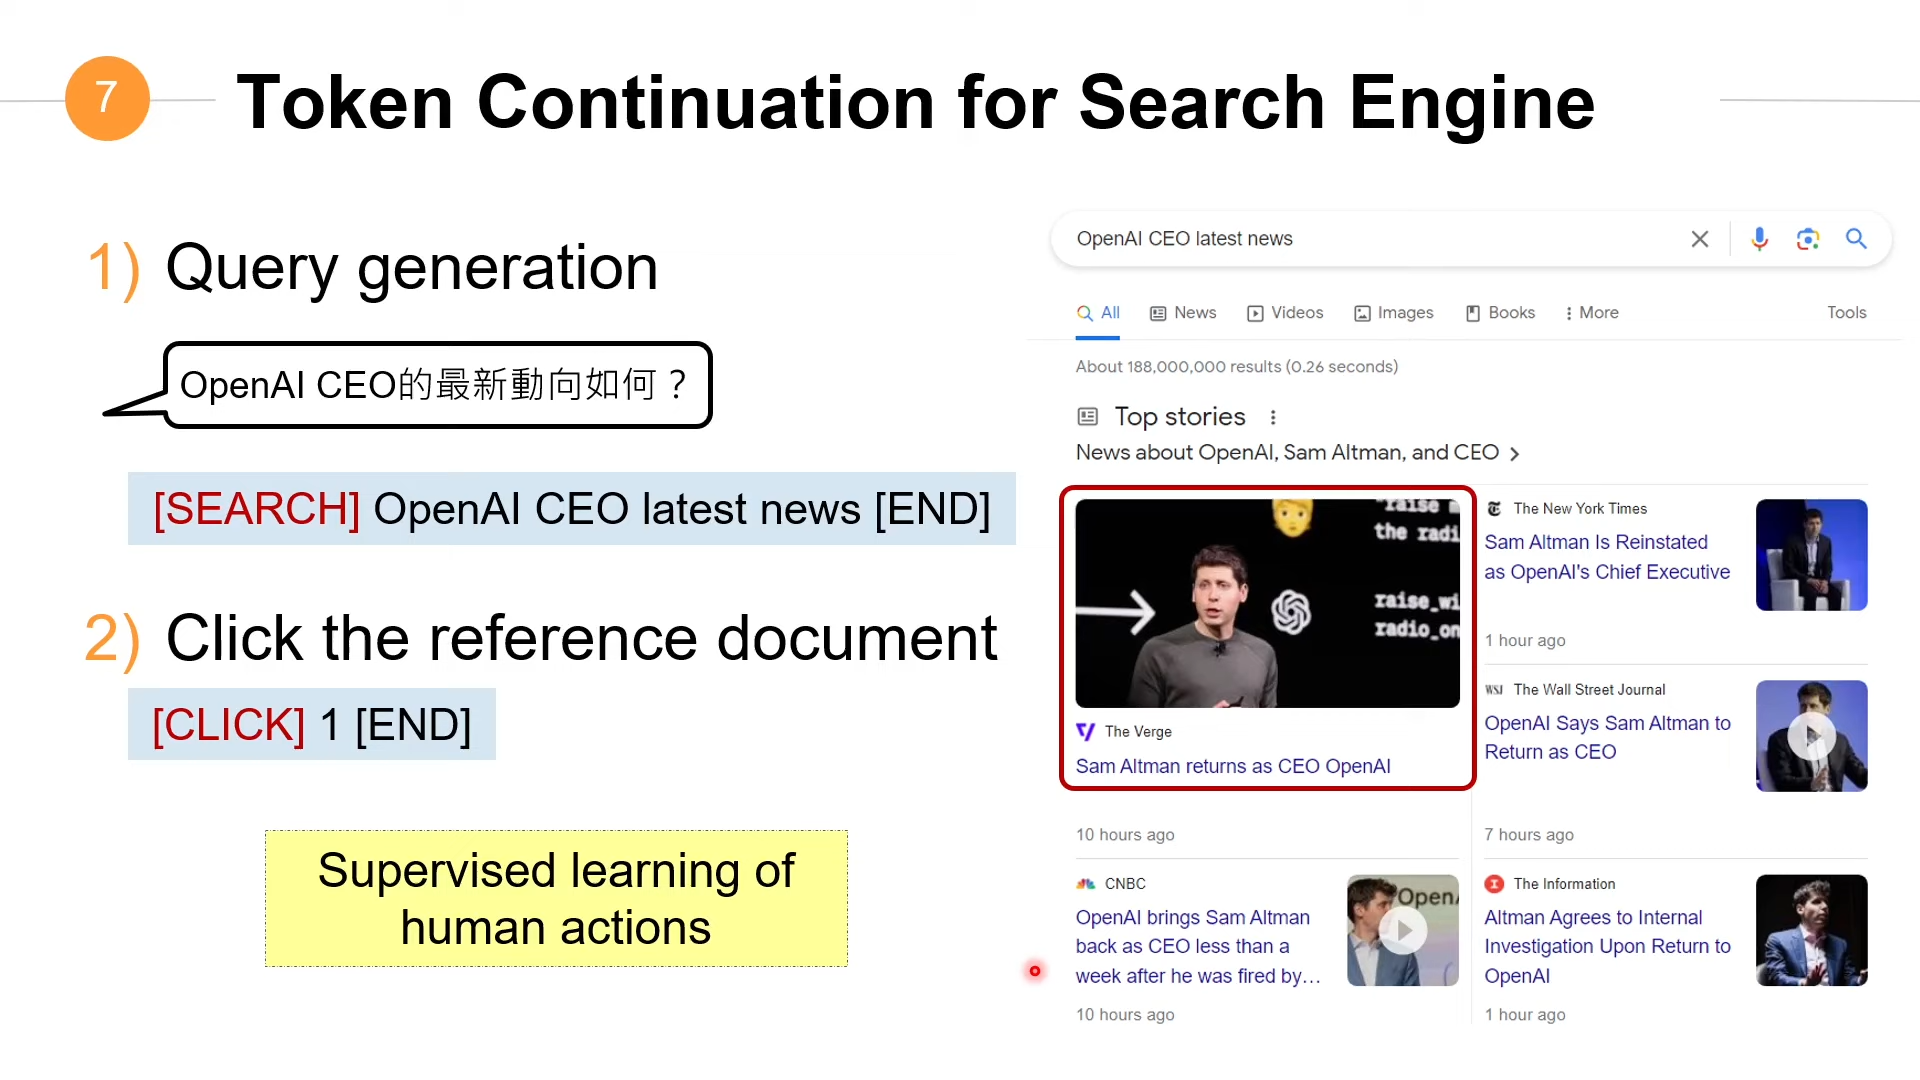 7
Token Continuation for Search Engine
1) Query generation
OpenAI CEO的最新動向如何？
[SEARCH] OpenAI CEO latest news [END]
2) Click the reference document
[CLICK] 1 [END]
Supervised learning of
human actions
OpenAI CEO latest news
All News Videos Images Books More Tools
About 188,000,000 results (0.26 seconds)
Top stories
News about OpenAI, Sam Altman, and CEO
the radi
raise_wi
radio_on
The Verge
Sam Altman returns as CEO OpenAI
10 hours ago
The New York Times
Sam Altman Is Reinstated
as OpenAI's Chief Executive
1 hour ago
WSJ The Wall Street Journal
OpenAI Says Sam Altman to
Return as CEO
7 hours ago
CNBC
OpenAI brings Sam Altman
back as CEO less than a
week after he was fired by…
10 hours ago
OpenA
The Information
Altman Agrees to Internal
Investigation Upon Return to
OpenAI
1 hour ago